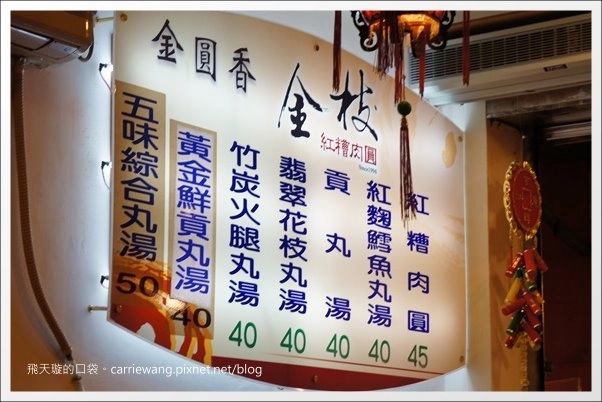 金圓香
金枝
紅糟肉圓
Since1994
紅糟肉圓 45
紅麴鱈魚丸湯 40
貢丸湯 40
翡翠花枝丸湯 40
竹炭火腿丸湯 40
黃金鮮貢丸湯 40
五味綜合丸湯 50
飛天璇的口袋。carriewang.pixnet.net/blog